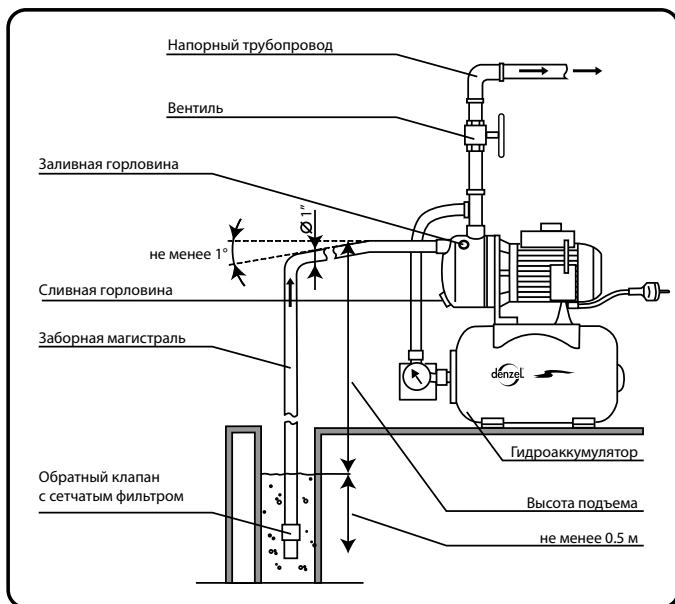 Напорный трубопровод
Вентиль
Заливная горловина
Ø 1"
не менее 1°
Сливная горловина
Заборная магистраль
denzel
Гидроаккумулятор
Обратный клапан
с сетчатым фильтром
Высота подъема
не менее 0.5 м